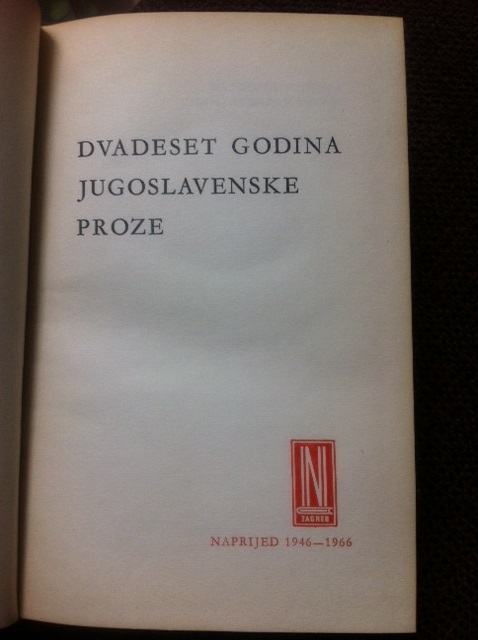 DVADESET GODINA
JUGOSLAVENSKE
PROZE
N
ZAGREB
NAPRIJED 1946—1966